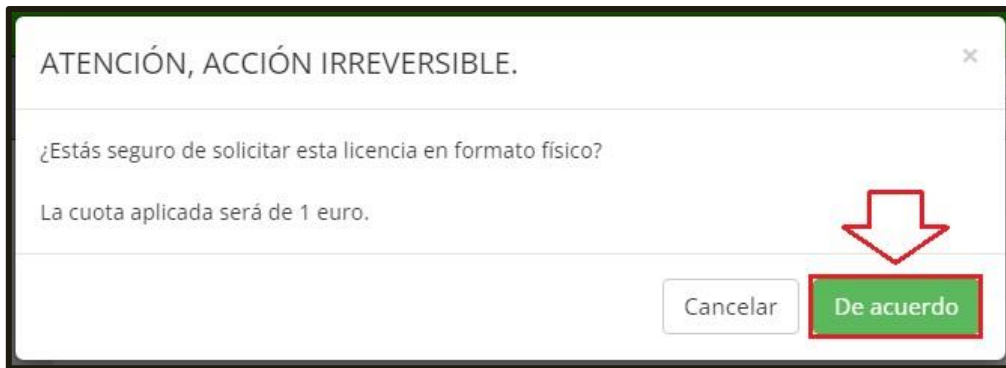 ATENCIÓN, ACCIÓN IRREVERSIBLE.
×
¿Estás seguro de solicitar esta licencia en formato físico?
La cuota aplicada será de 1 euro.
Cancelar
De acuerdo